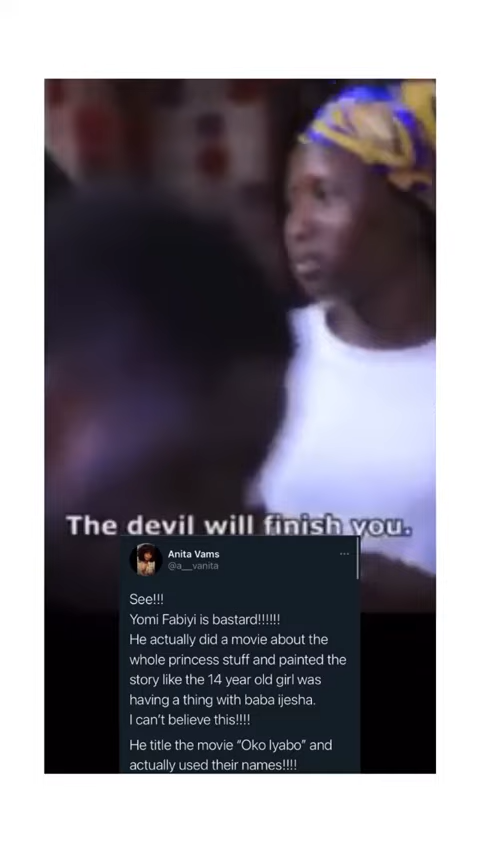 The devil will finish you.
Anita Vams
@a__vanita
See!!!
Yomi Fabiyi is bastard!!!!!!
He actually did a movie about the
whole princess stuff and painted the
story like the 14 year old girl was
having a thing with baba ijesha.
I can't believe this!!!!
He title the movie "Oko Iyabo" and
actually used their names!!!!